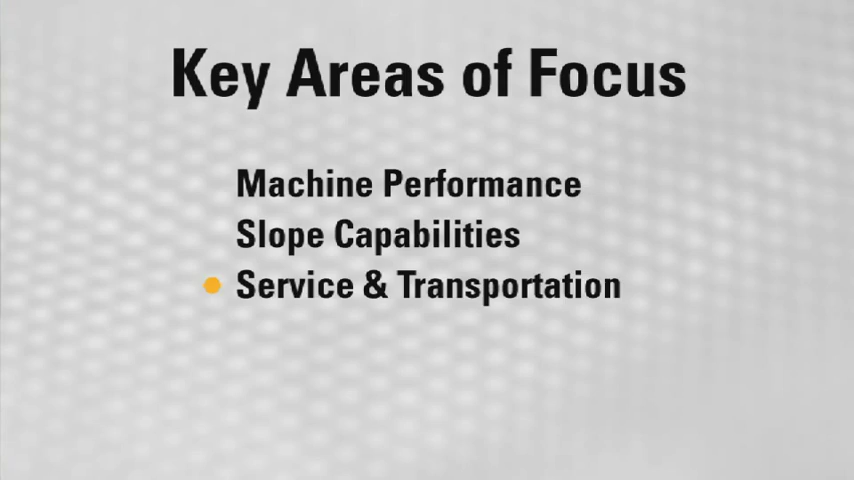 Key Areas of Focus
Machine Performance
Slope Capabilities
Service & Transportation